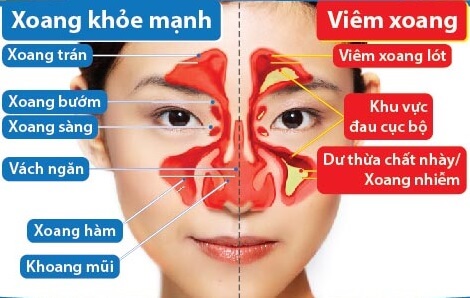 Xoang khỏe mạnh
Xoang trán
Xoang bướm
Xoang sàng
Vách ngăn
Xoang hàm
Khoang mũi
Viêm xoang
Viêm xoang lót
Khu vực
đau cục bộ
Dư thừa chất nhày/
Xoang nhiễm